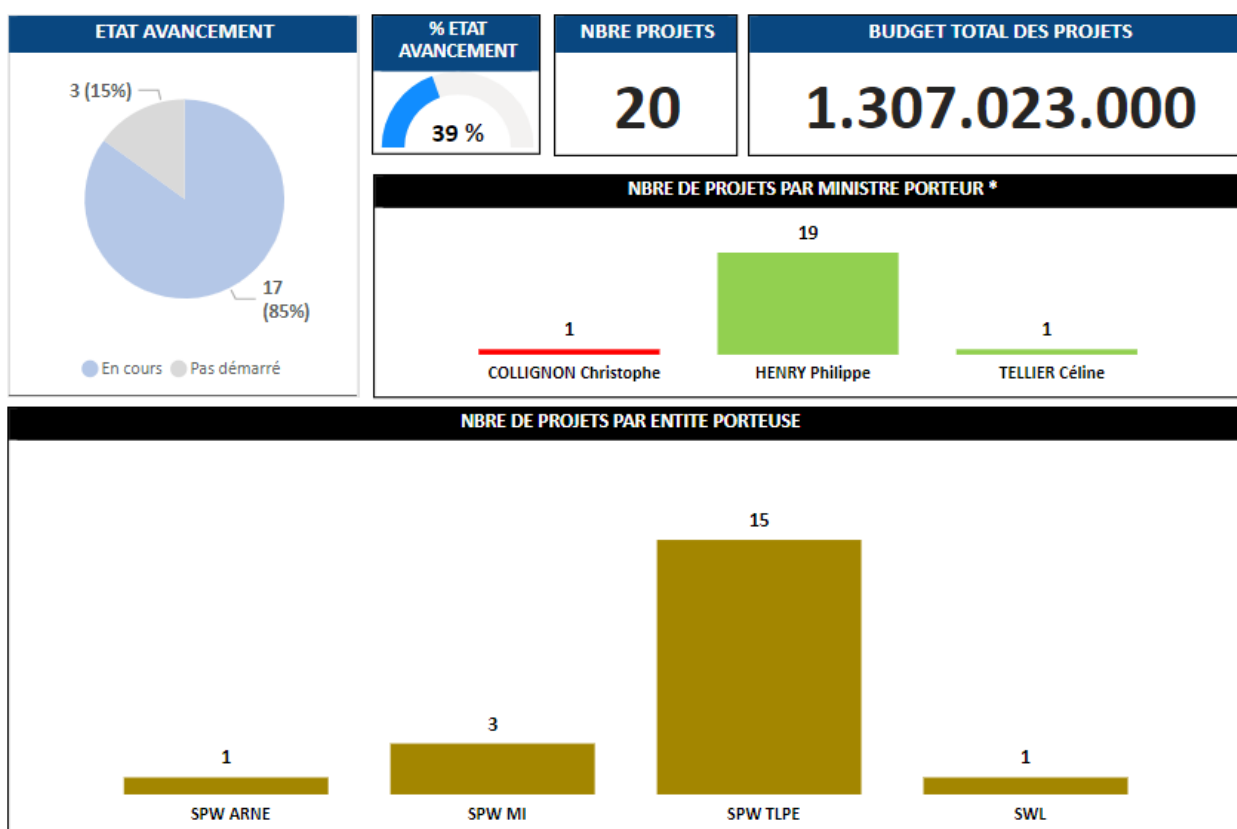 ETAT AVANCEMENT
3 (15%)
17
(85%)
En cours
Pas démarré
% ETAT
AVANCEMENT
39 %
NBRE PROJETS
20
BUDGET TOTAL DES PROJETS
1.307.023.000
NBRE DE PROJETS PAR MINISTRE PORTEUR *
1
19
1
COLLIGNON Christophe
HENRY Philippe
TELLIER Céline
NBRE DE PROJETS PAR ENTITE PORTEUSE
1
3
15
1
SPW ARNE
SPW MI
SPW TLPE
SWL